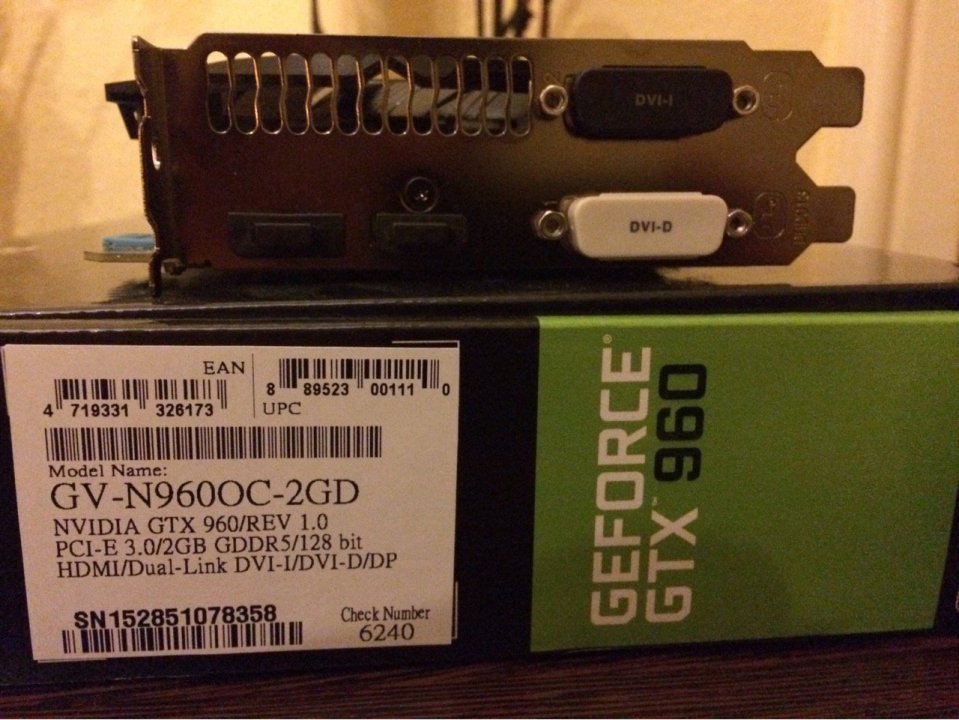 DVI-I
DVI-D
EAN
4 719331 326173
8 89523 00111 0
UPC
Model Name:
GV-N960OC-2GD
NVIDIA GTX 960/REV 1.0
PCI-E 3.0/2GB GDDR5/128 bit
HDMI/Dual-Link DVI-I/DVI-D/DP
SN152851078358
Check Number
6240
GEFORCE®
GTX™ 960